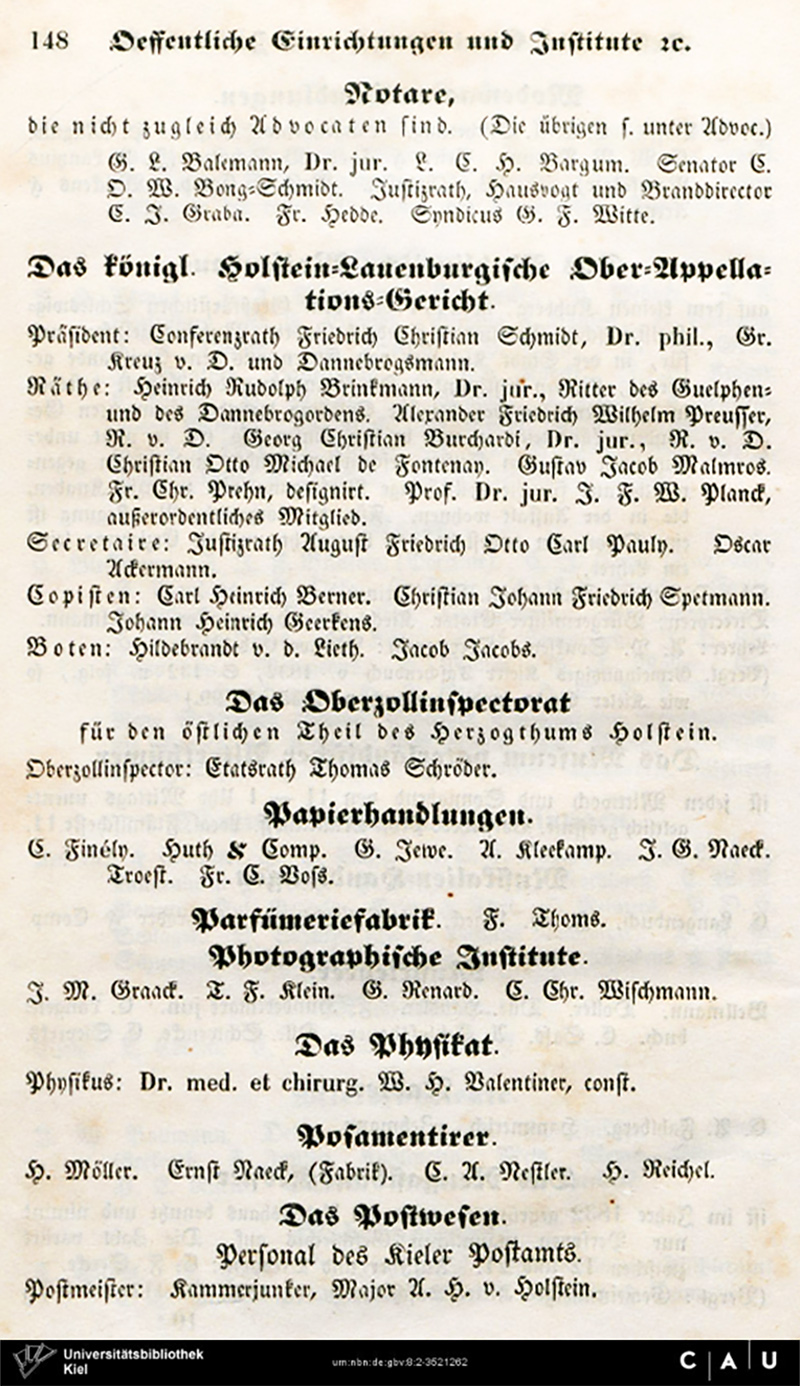 148 Oeffentliche Einrichtungen und Institute ꝛc.
Notare,
die nicht zugleich Advocaten sind. (Die übrigen s. unter Advoc.)
G. L. Balemann, Dr. jur. L. C. H. Bargum. Senator C.
O. W. Bong-Schmidt. Justizrath, Hausvogt und Branddirector
C. J. Graba. Fr. Hedde. Syndicus G. F. Witte.
Das königl. Holstein-Lauenburgische Ober-Appella-
tions-Gericht.
Präsident: Conferenzrath Friedrich Christian Schmidt, Dr. phil., Gr.
Kreuz v. D. und Dannebrogsmann.
Räthe: Heinrich Rudolph Brinkmann, Dr. jur., Ritter des Guelphen-
und des Dannebrogordens. Alexander Friedrich Wilhelm Preusser,
R. v. D. Georg Christian Burchardi, Dr. jur., R. v. D.
Christian Otto Michael de Fontenay. Gustav Jacob Malmros.
Fr. Chr. Prehn, designirt. Prof. Dr. jur. J. F. W. Planck,
außerordentliches Mitglied.
Secretaire: Justizrath August Friedrich Otto Carl Pauly. Oscar
Ackermann.
Copisten: Carl Heinrich Berner. Christian Johann Friedrich Spetmann.
Johann Heinrich Geerkens.
Boten: Hildebrandt v. d. Lieth. Jacob Jacobs.
Das Oberzollinspectorat
für den östlichen Theil des Herzogthums Holstein.
Oberzollinspector: Etatsrath Thomas Schröder.
Papierhandlungen.
C. Finély. Huth & Comp. G. Jewe. A. Kleekamp. J. G. Naeck.
Troest. Fr. C. Voss.
Parfümeriefabrik. F. Thoms.
Photographische Institute.
J. M. Graack. T. F. Klein. G. Renard. C. Chr. Wischmann.
Das Physikat.
Physikus: Dr. med. et chirurg. W. H. Valentiner, const.
Posamentirer.
H. Möller. Ernst Naeck, (Fabrik). C. A. Nestler. H. Reichel.
Das Postwesen.
Personal des Kieler Postamts.
Postmeister: Kammerjunker, Major A. H. v. Holstein.
Universitätsbibliothek
Kiel
urn:nbn:de:gbv:8:2-3521262
C|A|U